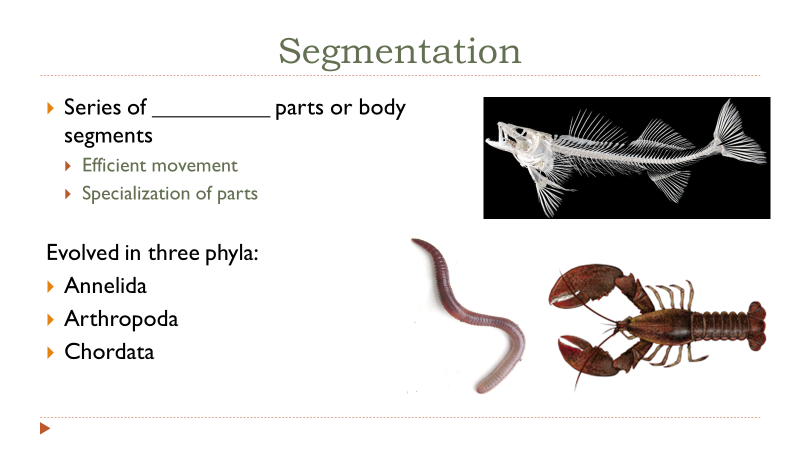 Segmentation
Series of __________ parts or body
segments
Efficient movement
Specialization of parts
Evolved in three phyla:
Annelida
Arthropoda
Chordata